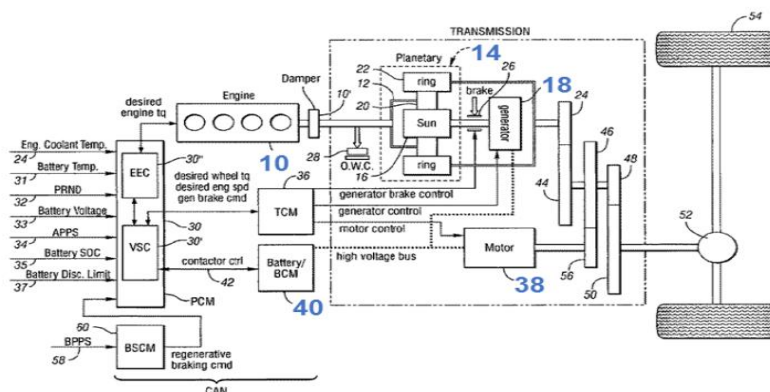 TRANSMISSION
54
Planetary
14
Damper
22
ring
12
26
brake
18
Engine
10'
20
Sun
generator
24
desired
engine tq
46
48
10
28
O.W.C.
16
ring
Eng. Coolant Temp.
24
30"
EEC
desired wheel tq
desired eng spd
gen brake cmd
36
TCM
generator brake control
generator control
motor control
44
52
Battery Temp.
31
PRND
32
Battery Voltage
33
30
30'
APPS
34
VSC
Battery SOC
35
contactor ctrl
42
Battery/
BCM
high voltage bus
Motor
Battery Disc. Limit
37
40
38
56
50
PCM
60
BPPS
58
BSCM
regenerative
braking cmd
CAN